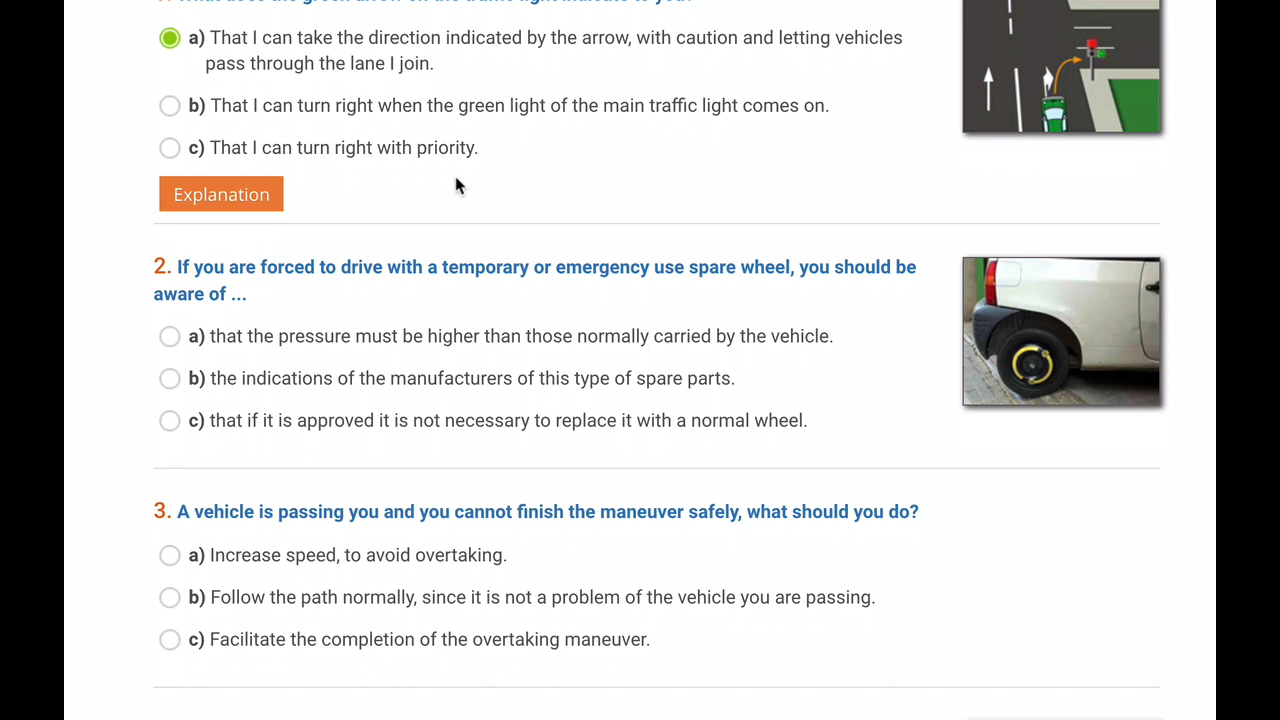 a) That I can take the direction indicated by the arrow, with caution and letting vehicles
pass through the lane I join.
b) That I can turn right when the green light of the main traffic light comes on.
c) That I can turn right with priority.
Explanation
2. If you are forced to drive with a temporary or emergency use spare wheel, you should be
aware of ...
a) that the pressure must be higher than those normally carried by the vehicle.
b) the indications of the manufacturers of this type of spare parts.
c) that if it is approved it is not necessary to replace it with a normal wheel.
3. A vehicle is passing you and you cannot finish the maneuver safely, what should you do?
a) Increase speed, to avoid overtaking.
b) Follow the path normally, since it is not a problem of the vehicle you are passing.
c) Facilitate the completion of the overtaking maneuver.